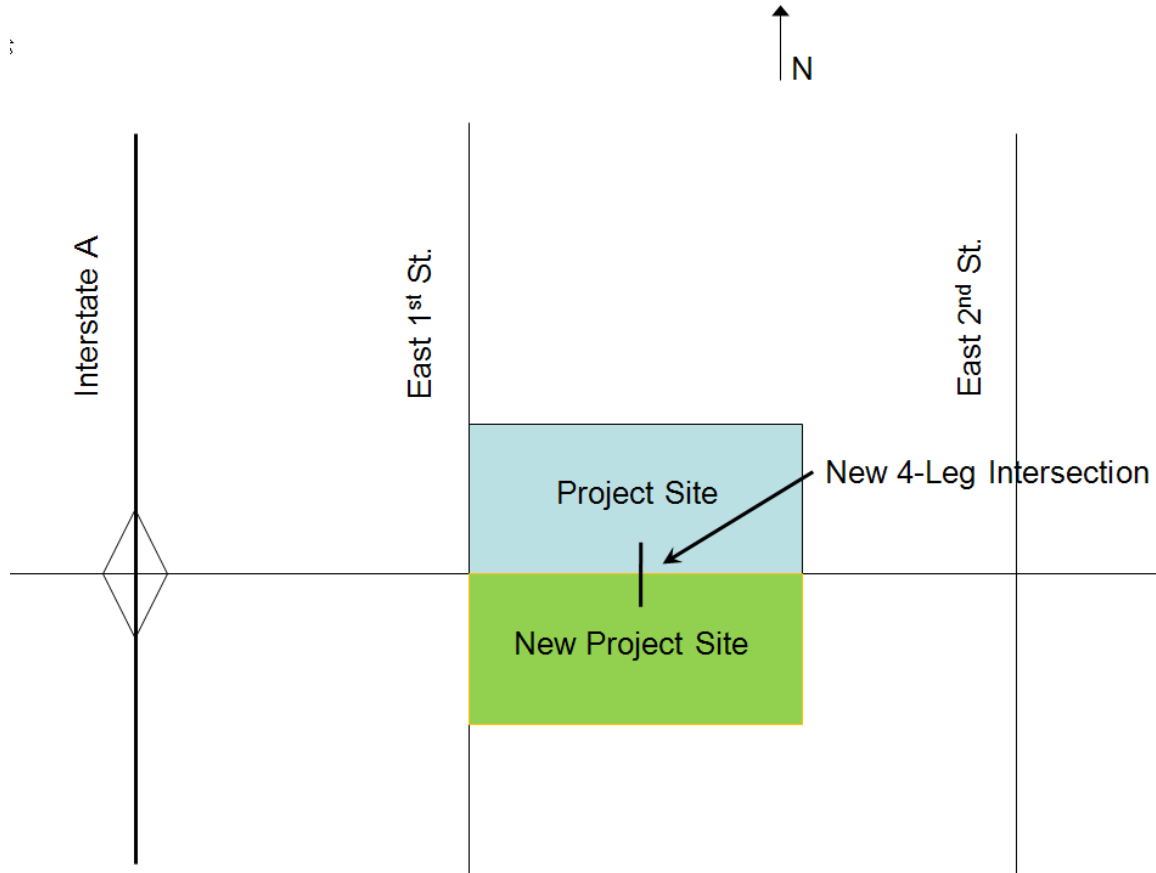 N
Interstate A
East 1st St.
East 2nd St.
Project Site
New 4-Leg Intersection
New Project Site